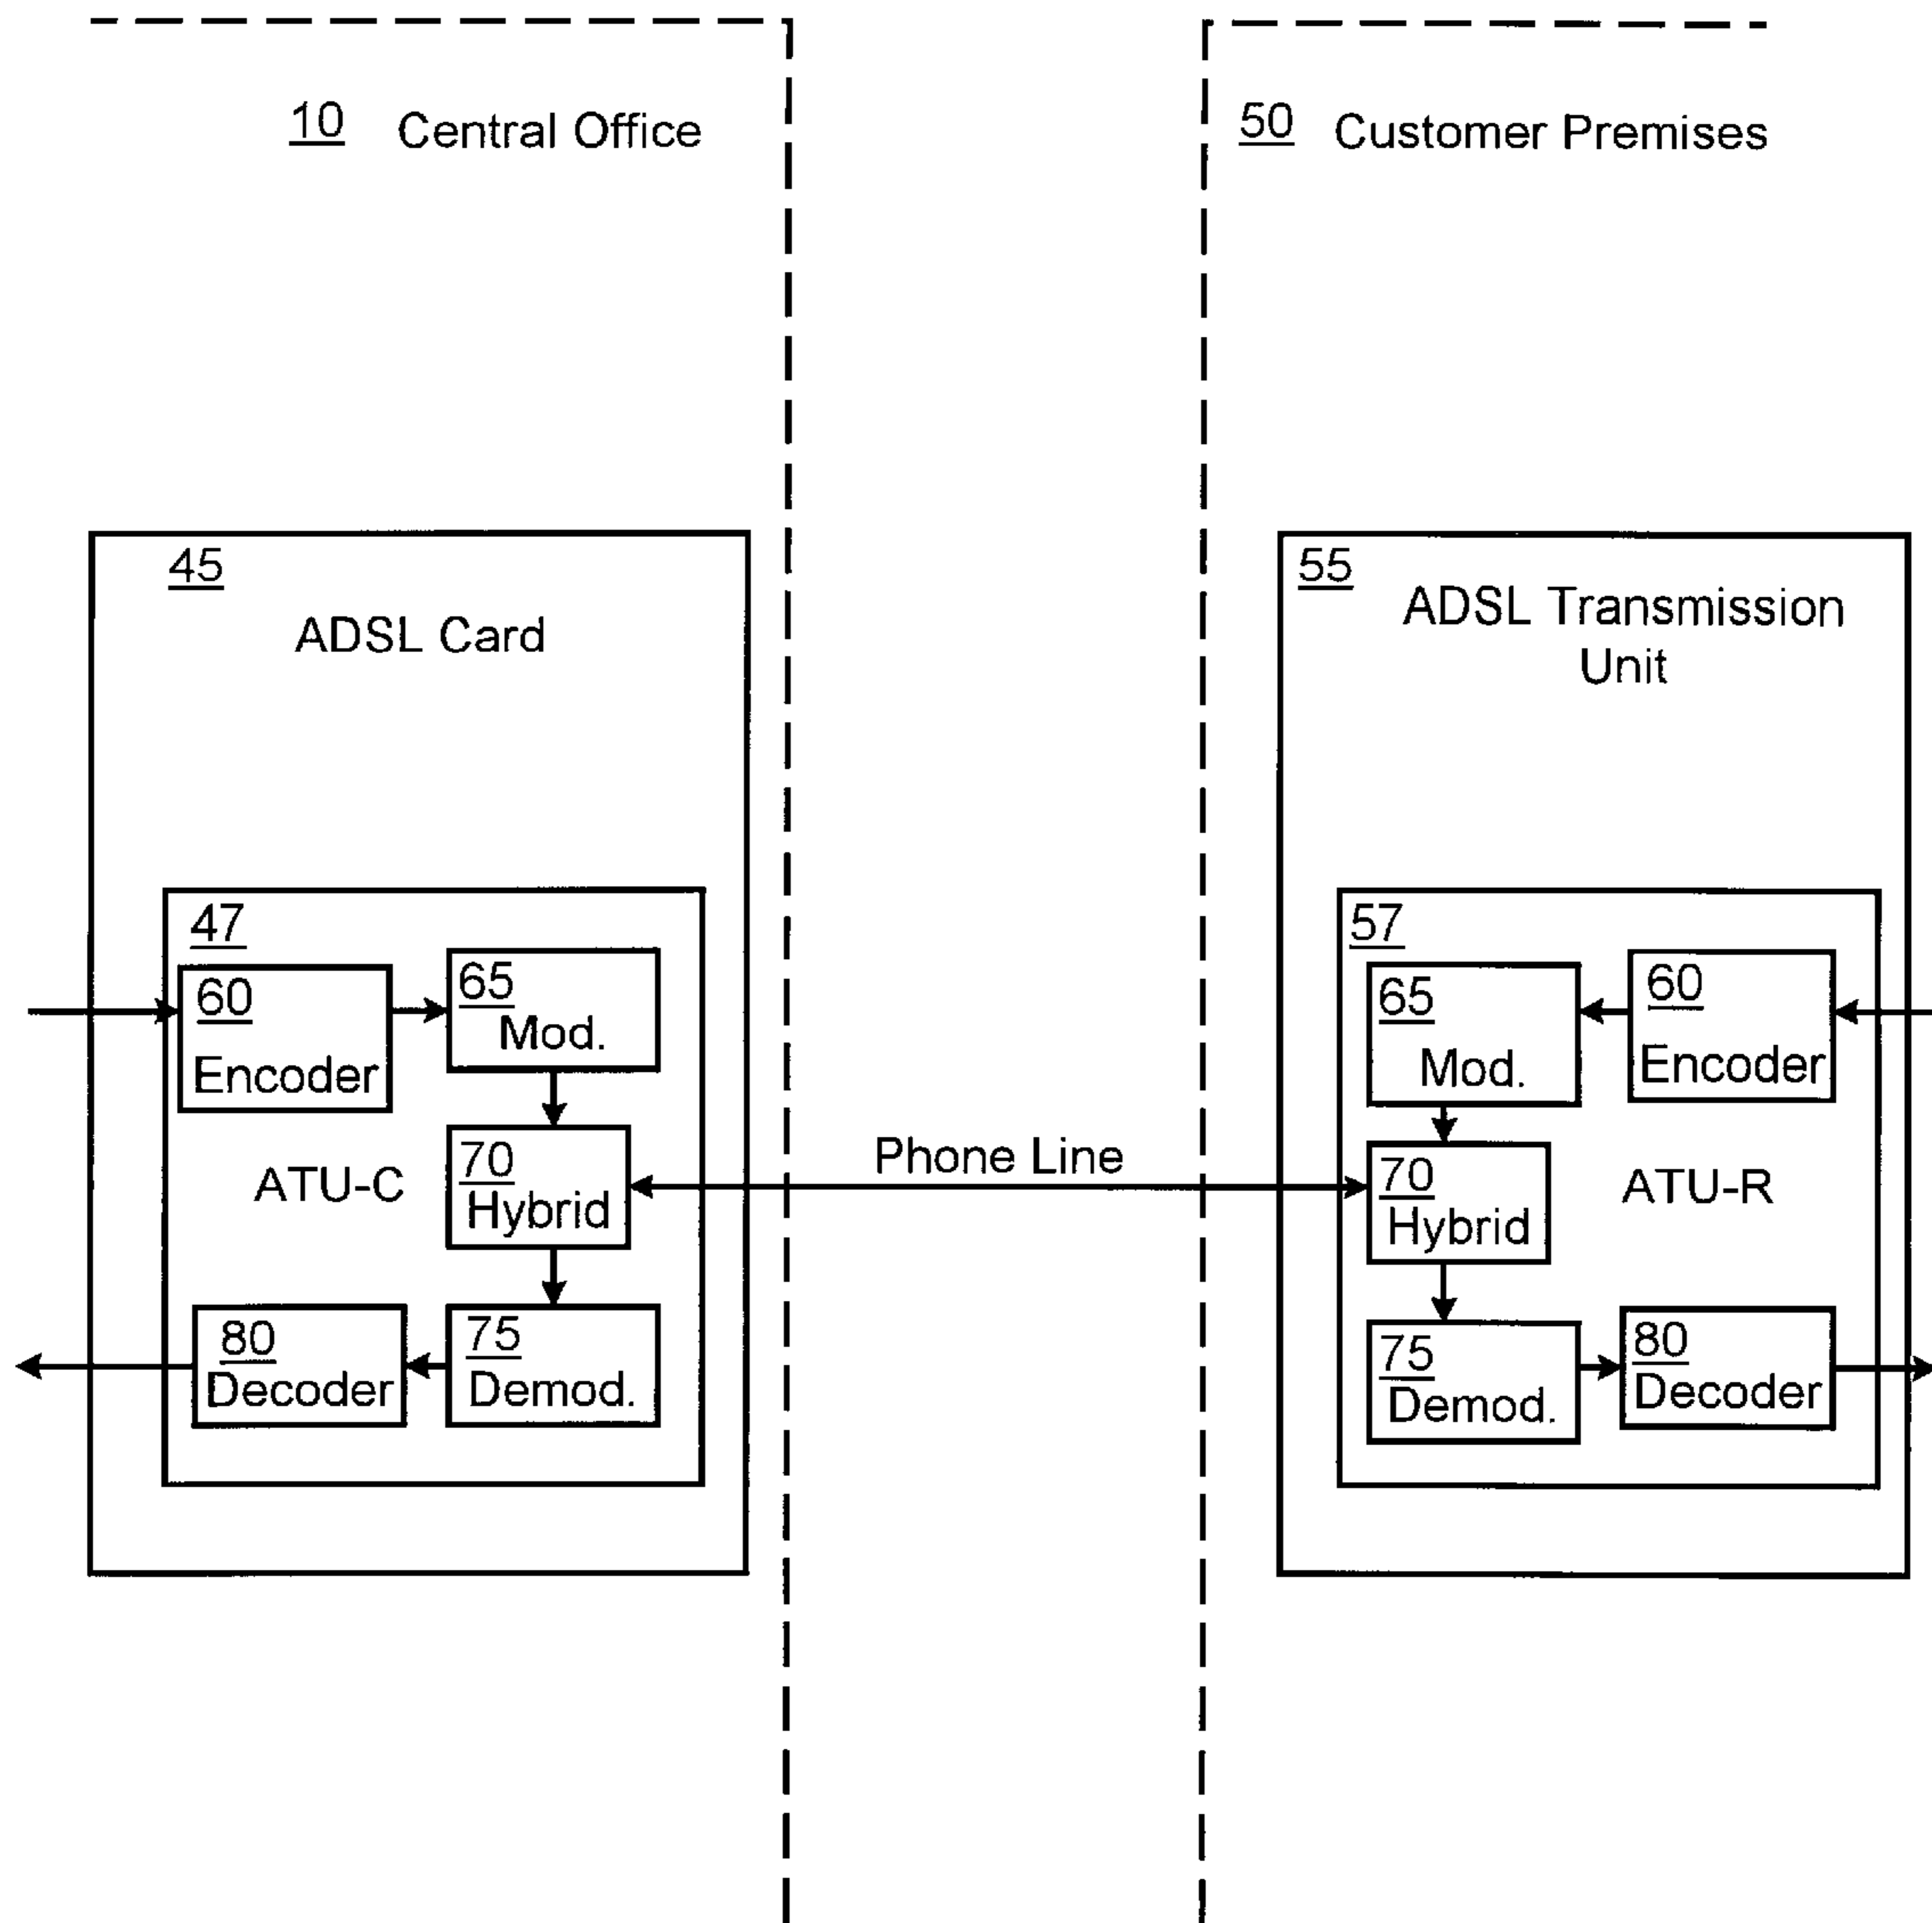 10 Central Office
50 Customer Premises
45
ADSL Card
55
ADSL Transmission
Unit
47
60
Encoder
65
Mod.
ATU-C
70
Hybrid
80
Decoder
75
Demod.
Phone Line
57
65
Mod.
60
Encoder
70
Hybrid
ATU-R
75
Demod.
80
Decoder